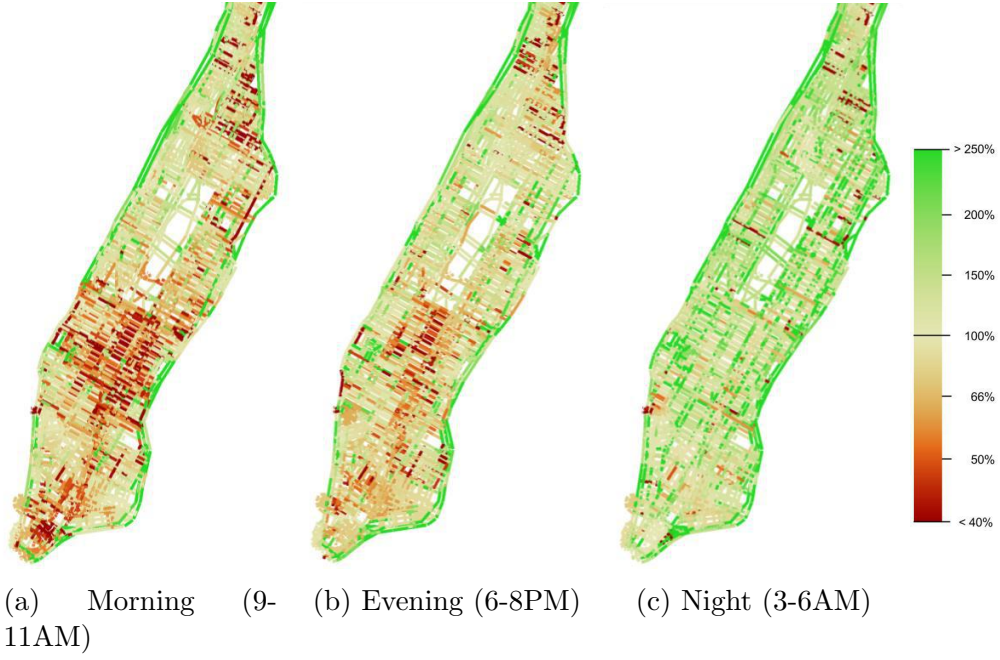 > 250%
200%
150%
100%
66%
50%
< 40%
(a) Morning (9-
11AM)
(b) Evening (6-8PM)
(c) Night (3-6AM)